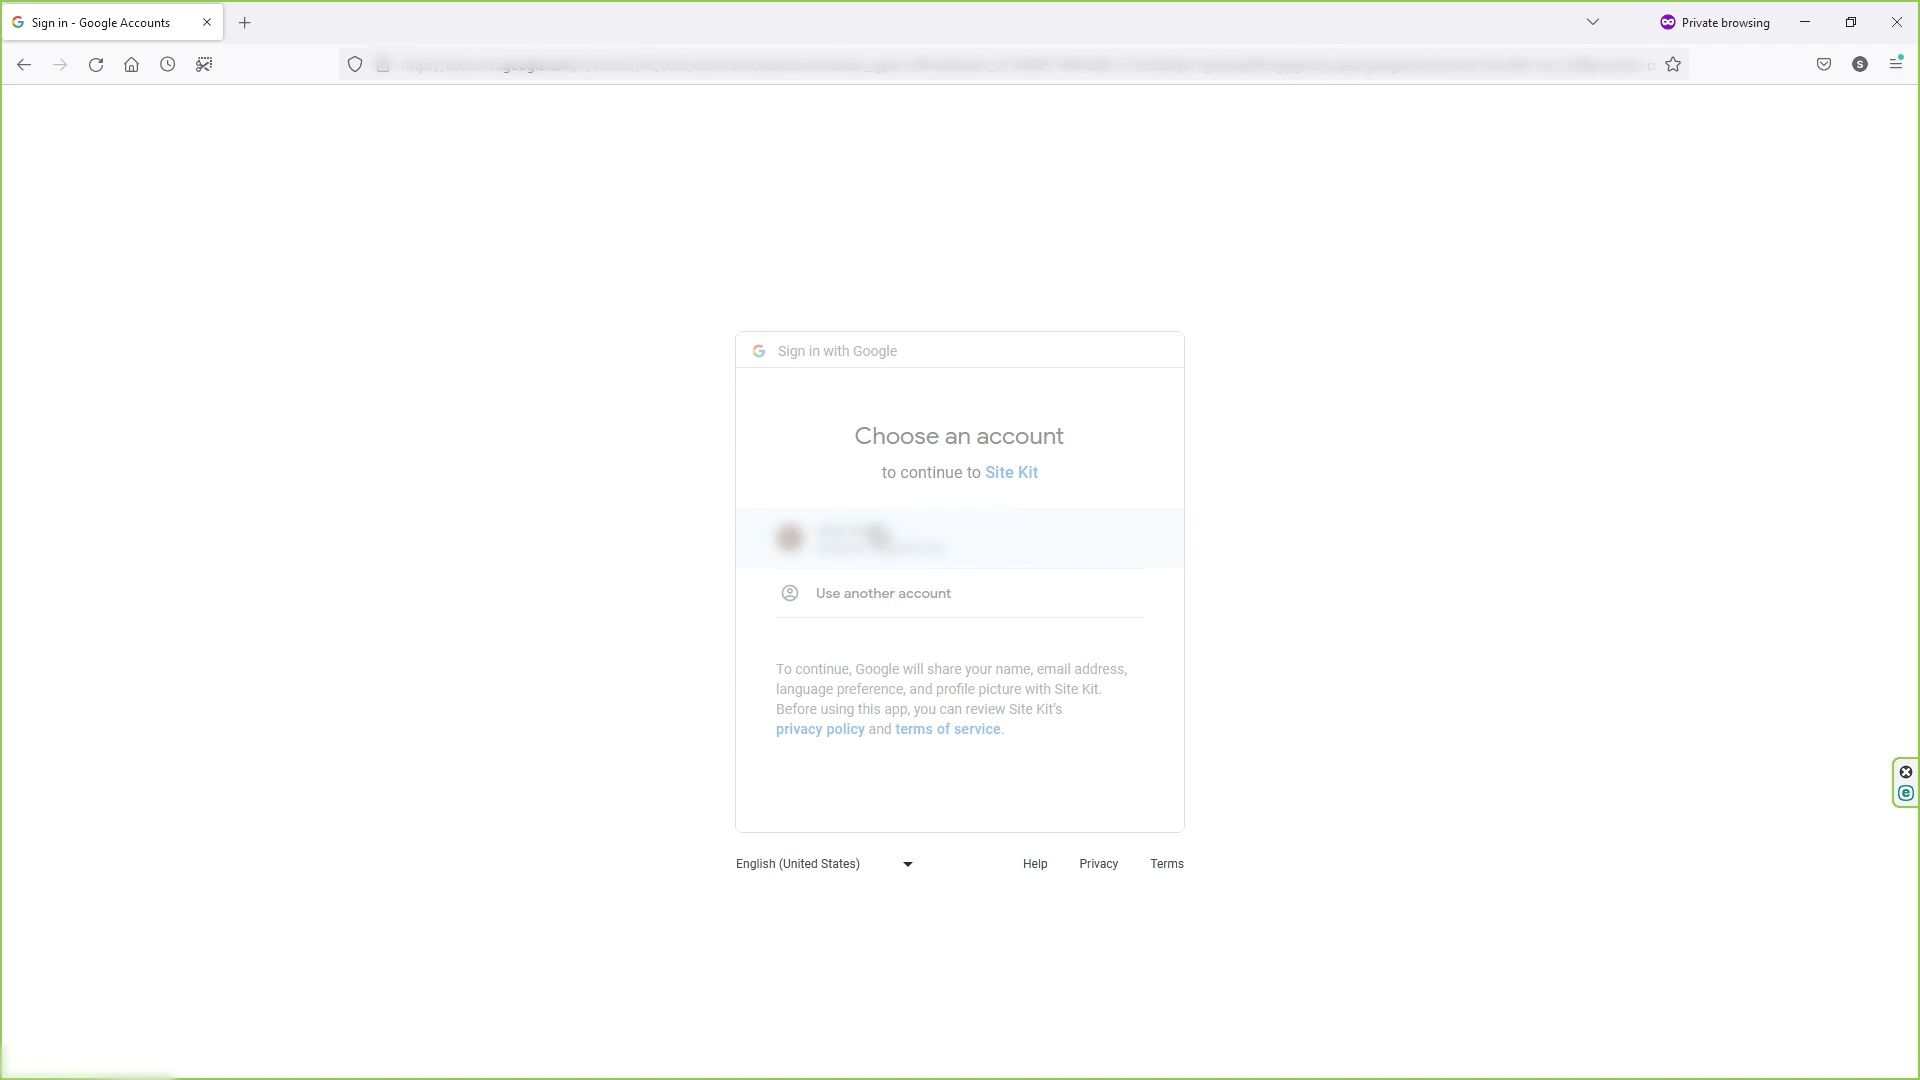 Sign in - Google Accounts
Private browsing
S
Sign in with Google
Choose an account
to continue to Site Kit
Use another account
To continue, Google will share your name, email address,
language preference, and profile picture with Site Kit.
Before using this app, you can review Site Kit's
privacy policy and terms of service.
English (United States)
Help
Privacy
Terms